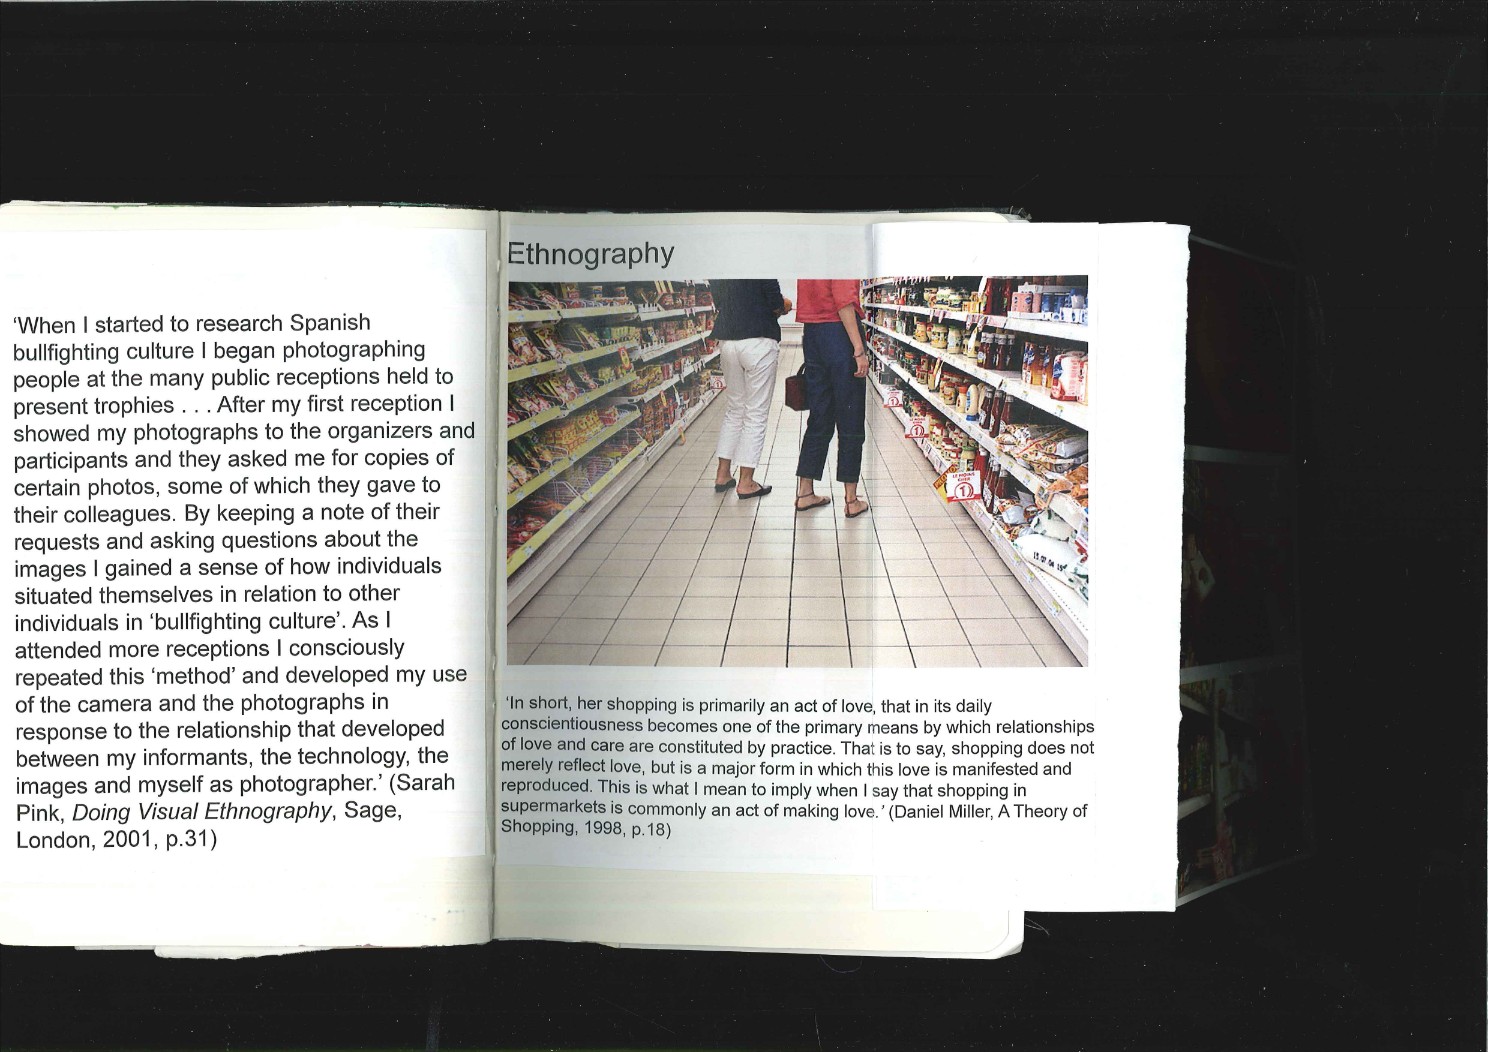 ‘When I started to research Spanish
bullfighting culture I began photographing
people at the many public receptions held to
present trophies . . . After my first reception I
showed my photographs to the organizers and
participants and they asked me for copies of
certain photos, some of which they gave to
their colleagues. By keeping a note of their
requests and asking questions about the
images I gained a sense of how individuals
situated themselves in relation to other
individuals in ‘bullfighting culture’. As I
attended more receptions I consciously
repeated this ‘method’ and developed my use
of the camera and the photographs in
response to the relationship that developed
between my informants, the technology, the
images and myself as photographer.’ (Sarah
Pink, Doing Visual Ethnography, Sage,
London, 2001, p.31)
Ethnography
LE MOINS
CHER
1
‘In short, her shopping is primarily an act of love, that in its daily
conscientiousness becomes one of the primary means by which relationships
of love and care are constituted by practice. That is to say, shopping does not
merely reflect love, but is a major form in which this love is manifested and
reproduced. This is what I mean to imply when I say that shopping in
supermarkets is commonly an act of making love.’ (Daniel Miller, A Theory of
Shopping, 1998, p.18)